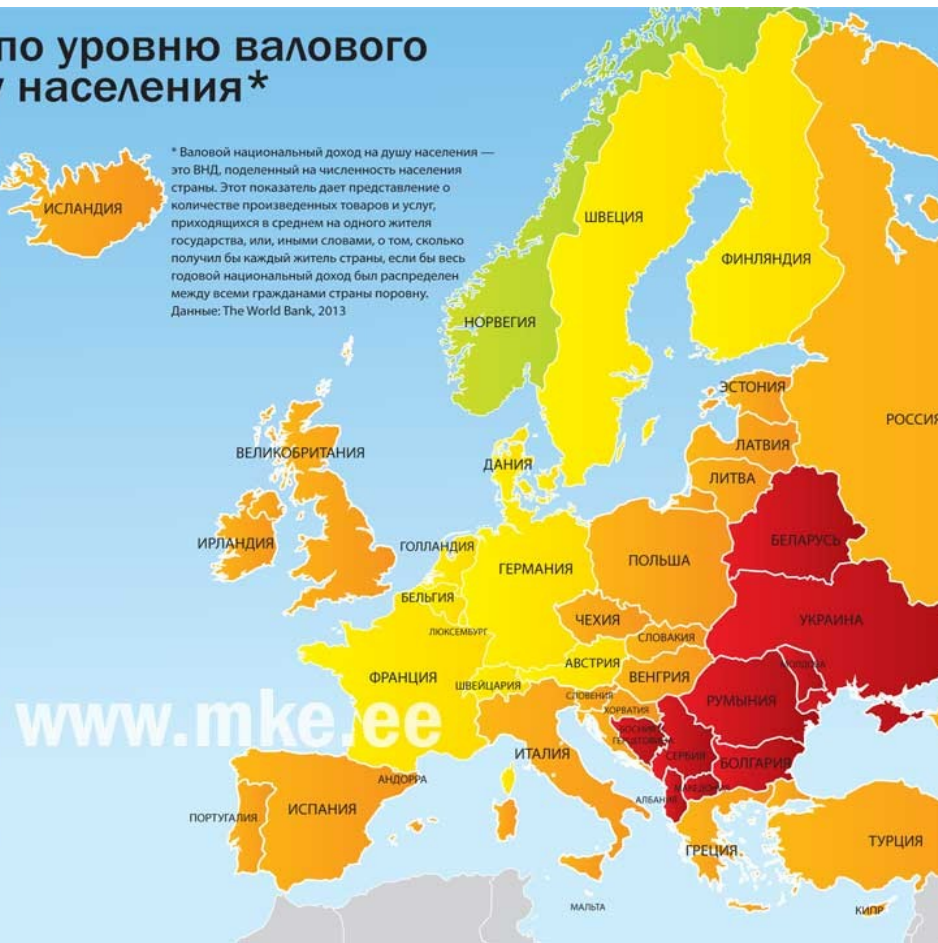 по уровню валового
у населения*
* Валовой национальный доход на душу населения —
это ВНД, поделенный на численность населения
страны. Этот показатель дает представление о
количестве произведенных товаров и услуг,
приходящихся в среднем на одного жителя
государства, или, иными словами, о том, сколько
получил бы каждый житель страны, если бы весь
годовой национальный доход был распределен
между всеми гражданами страны поровну.
Данные: The World Bank, 2013
ИСЛАНДИЯ
ШВЕЦИЯ
ФИНЛЯНДИЯ
НОРВЕГИЯ
ЭСТОНИЯ
РОССИЯ
ЛАТВИЯ
ВЕЛИКОБРИТАНИЯ
ДАНИЯ
ЛИТВА
ИРЛАНДИЯ
ГОЛЛАНДИЯ
БЕЛАРУСЬ
ПОЛЬША
ГЕРМАНИЯ
БЕЛЬГИЯ
ЧЕХИЯ
УКРАИНА
ЛЮКСЕМБУРГ
СЛОВАКИЯ
АВСТРИЯ
ФРАНЦИЯ
ВЕНГРИЯ
ШВЕЙЦАРИЯ
MOLDOVA
СЛОВЕНИЯ
РУМЫНИЯ
ХОРВАТИЯ
www.mke.ee
БОСНИЯ
ГЕРЦЕГОВИНА
ИТАЛИЯ
СЕРБИЯ
БОЛГАРИЯ
АНДОРРА
МАКЕДОНИЯ
АЛБАНИЯ
ИСПАНИЯ
ПОРТУГАЛИЯ
ГРЕЦИЯ
ТУРЦИЯ
МАЛЬТА
КИПР